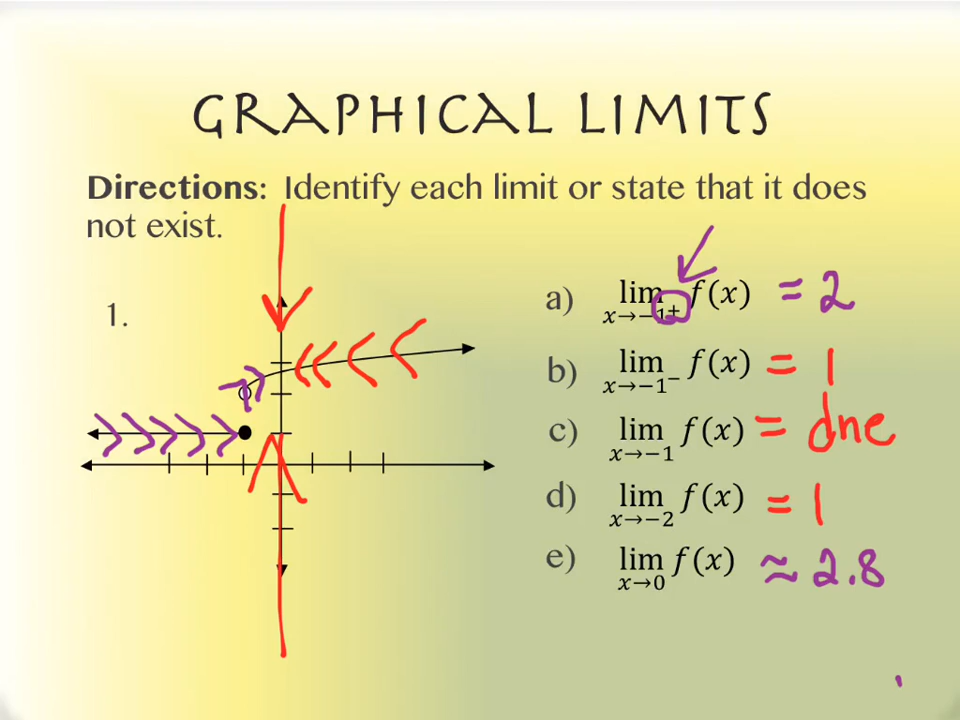 GRAPHICAL LIMITS
Directions: Identify each limit or state that it does
not exist.
1.
a) lim x→−1⁺ f(x) = 2
b) lim x→−1⁻ f(x) = 1
c) lim x→−1 f(x) = dne
d) lim x→−2 f(x) = 1
e) lim x→0 f(x) ≈ 2.8